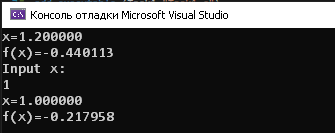 Консоль отладки Microsoft Visual Studio
x=1.200000
f(x)=-0.440113
Input x:
1
x=1.000000
f(x)=-0.217958